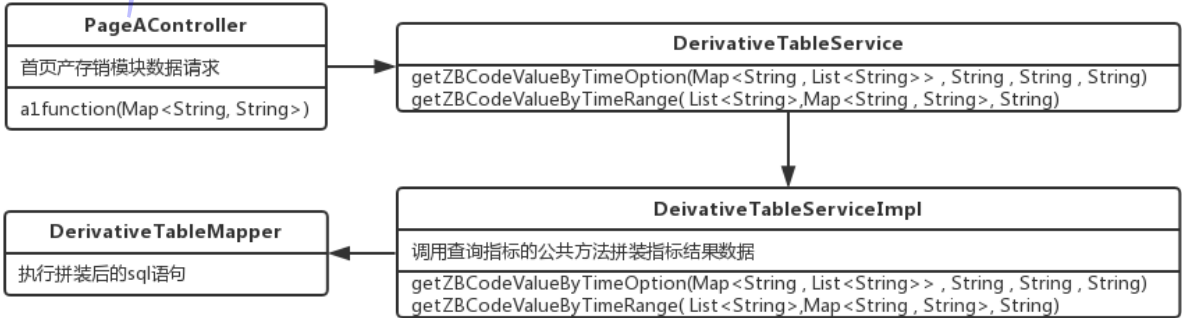 PageAController
首页产存销模块数据请求
a1function(Map<String, String>)
DerivativeTableService
getZBCodeValueByTimeOption(Map<String , List<String>> , String , String , String)
getZBCodeValueByTimeRange( List<String>,Map<String , String>, String)
DeivativeTableServiceImpl
调用查询指标的公共方法拼装指标结果数据
getZBCodeValueByTimeOption(Map<String , List<String>> , String , String , String)
getZBCodeValueByTimeRange( List<String>,Map<String , String>, String)
DerivativeTableMapper
执行拼装后的sql语句